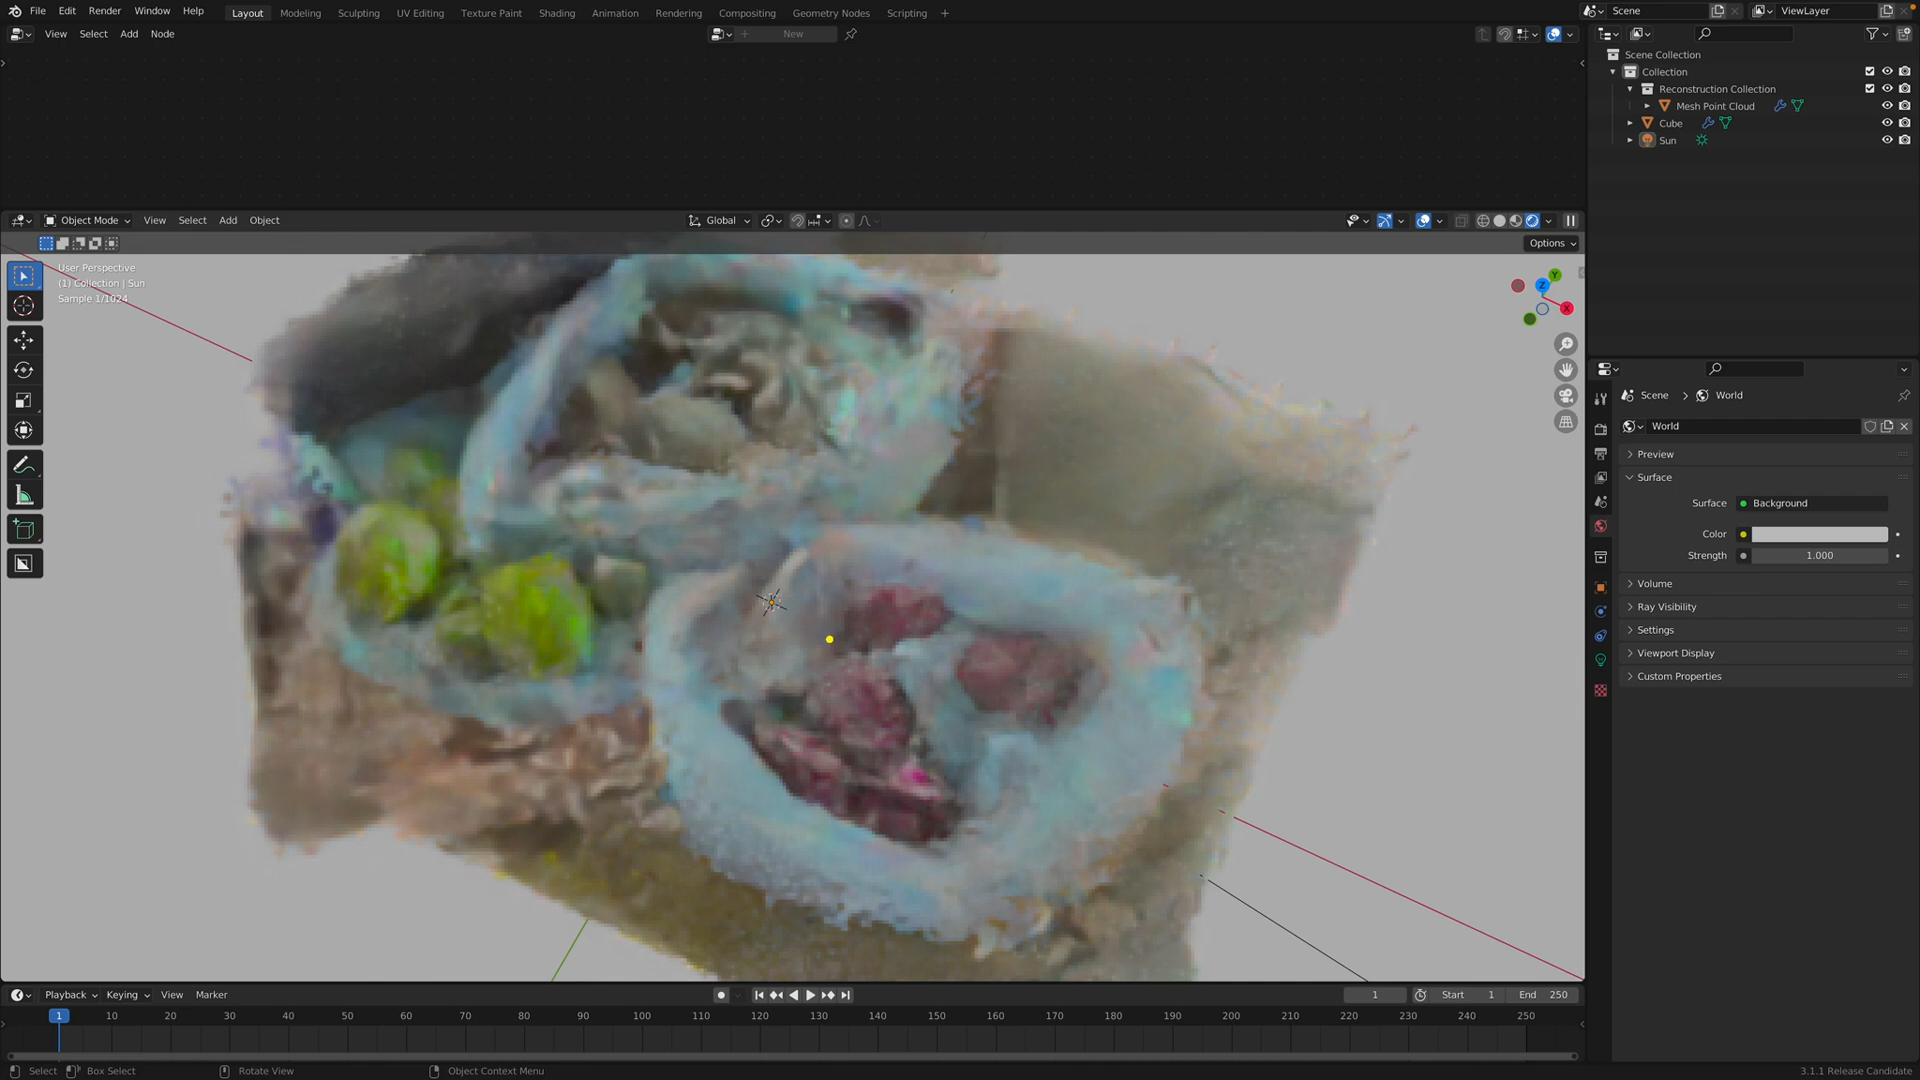 File Edit Render Window Help
Layout Modeling Sculpting UV Editing Texture Paint Shading Animation Rendering Compositing Geometry Nodes Scripting +
Scene
ViewLayer
View Select Add Node
New
Scene Collection
Collection
Reconstruction Collection
Mesh Point Cloud
Cube
Sun
Object Mode View Select Add Object
Global
Options
User Perspective
(1) Collection | Sun
Sample 1/1024
Y
Z
X
Scene > World
World
Preview
Surface
Surface Background
Color
Strength 1.000
Volume
Ray Visibility
Settings
Viewport Display
Custom Properties
Playback Keying View Marker
1 Start 1 End 250
1 10 20 30 40 50 60 70 80 90 100 110 120 130 140 150 160 170 180 190 200 210 220 230 240 250
Select Box Select Rotate View Object Context Menu
3.1.1 Release Candidate